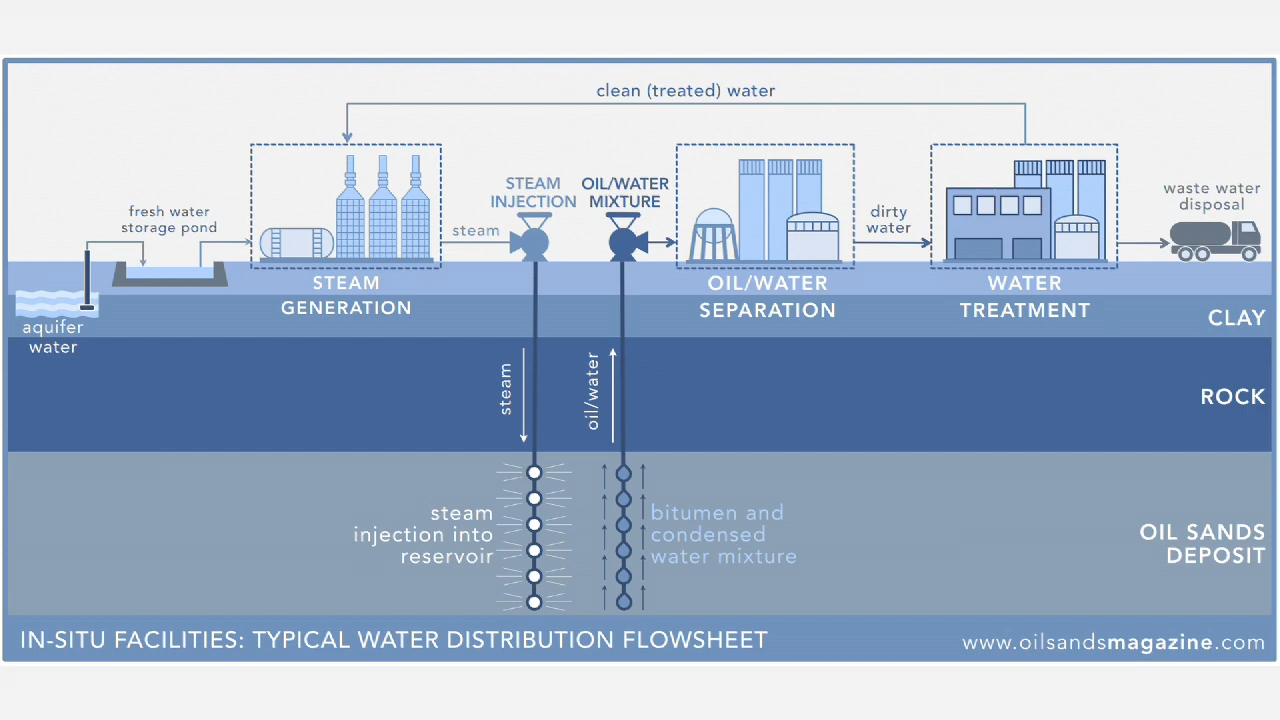 clean (treated) water
STEAM
INJECTION
OIL/WATER
MIXTURE
waste water
disposal
fresh water
storage pond
steam
dirty
water
aquifer
water
STEAM
GENERATION
OIL/WATER
SEPARATION
WATER
TREATMENT
CLAY
steam
oil/water
ROCK
steam
injection into
reservoir
bitumen and
condensed
water mixture
OIL SANDS
DEPOSIT
IN-SITU FACILITIES: TYPICAL WATER DISTRIBUTION FLOWSHEET
www.oilsandsmagazine.com